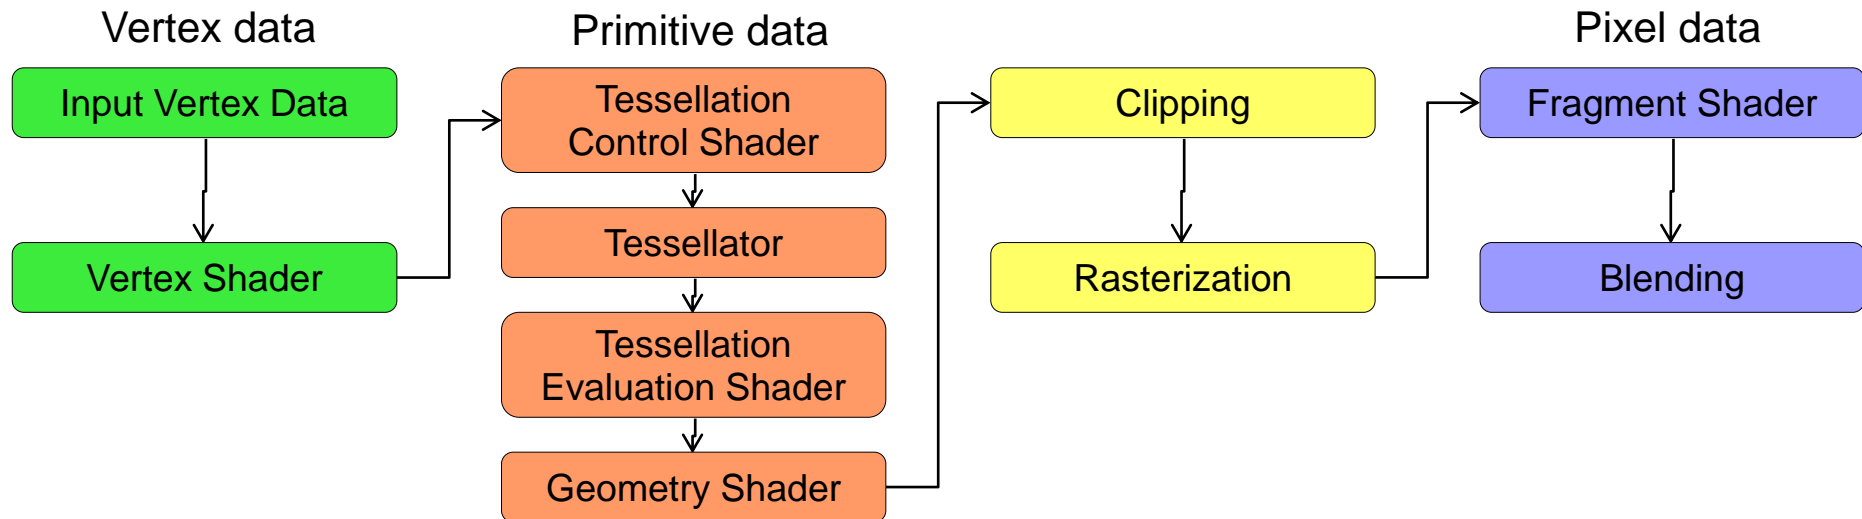 Vertex data
Input Vertex Data
Vertex Shader
Primitive data
Tessellation
Control Shader
Tessellator
Tessellation
Evaluation Shader
Geometry Shader
Clipping
Rasterization
Pixel data
Fragment Shader
Blending